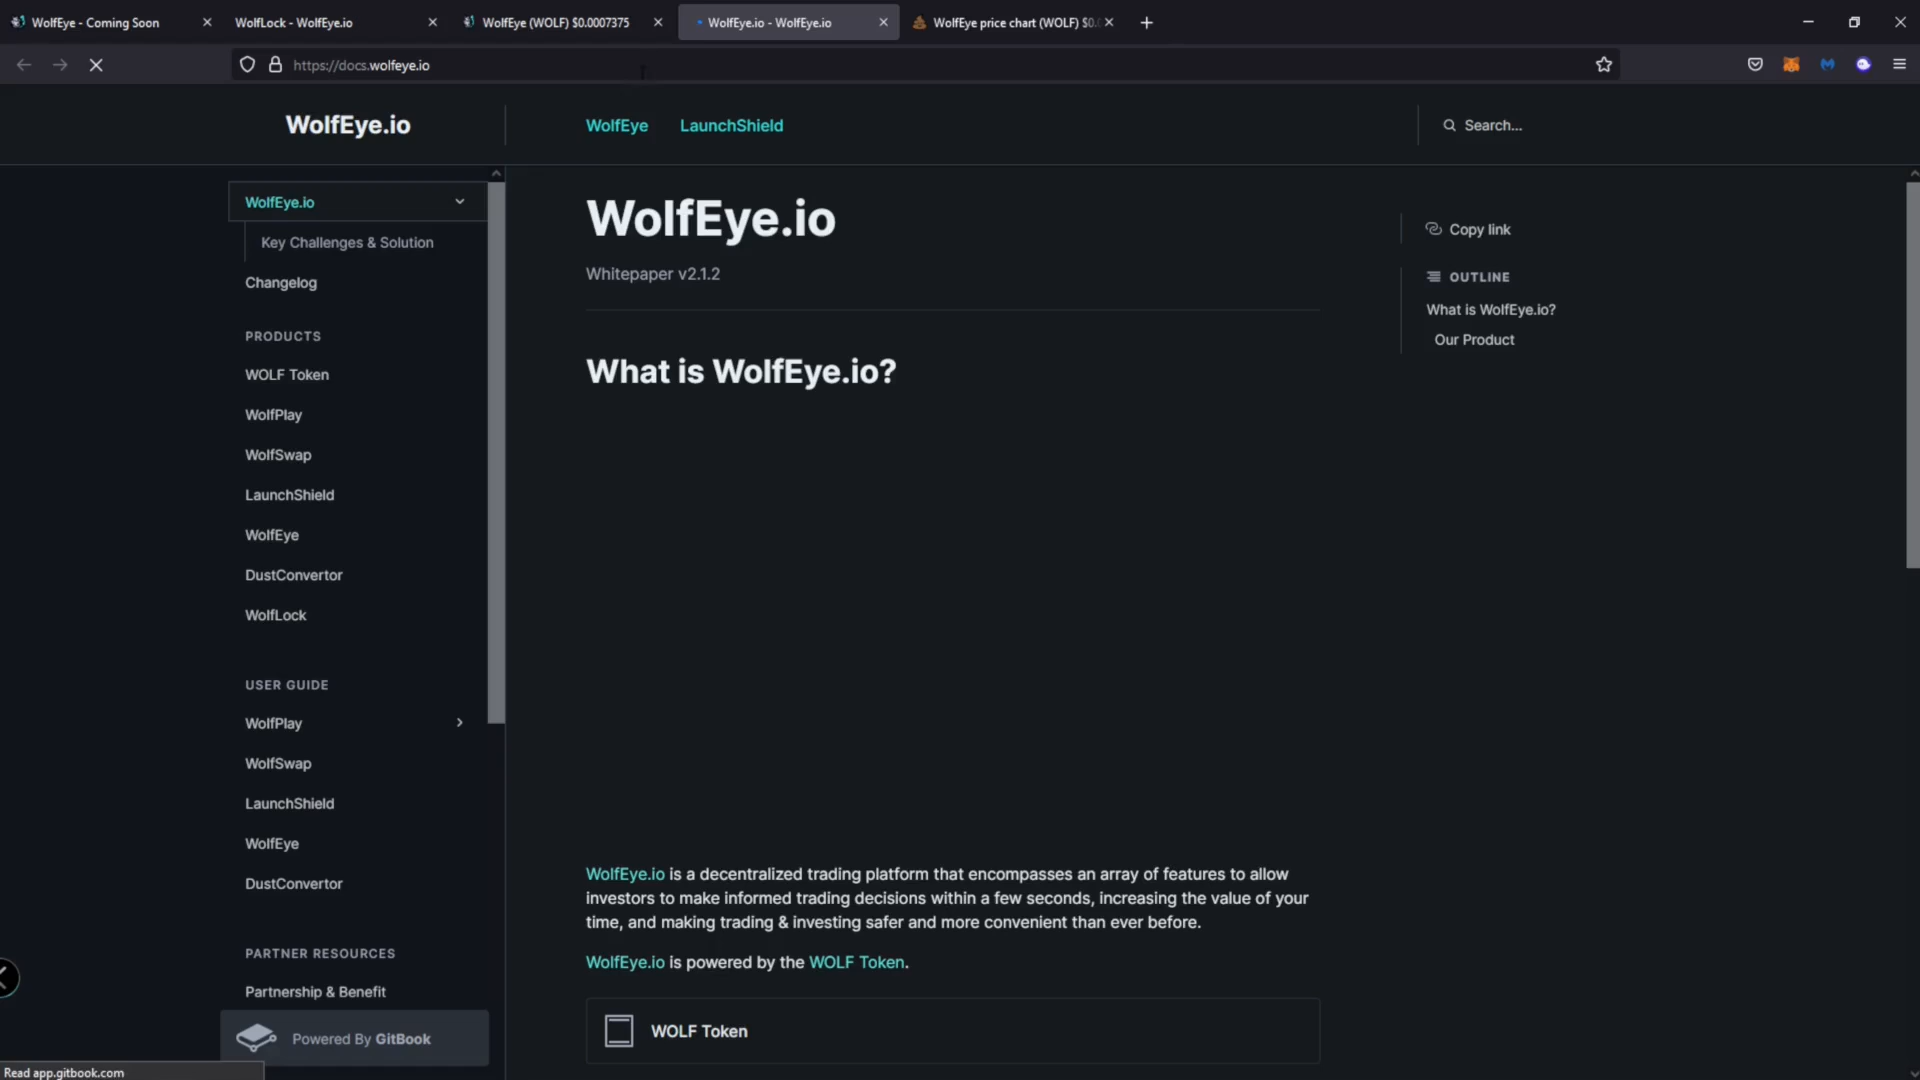 WolfEye - Coming Soon
WolfLock - WolfEye.io
WolfEye (WOLF) $0.0007375
WolfEye.io - WolfEye.io
WolfEye price chart (WOLF) $0.
https://docs.wolfeye.io
WolfEye.io
WolfEye
LaunchShield
Search...
WolfEye.io
Key Challenges & Solution
Changelog
PRODUCTS
WOLF Token
WolfPlay
WolfSwap
LaunchShield
WolfEye
DustConvertor
WolfLock
USER GUIDE
WolfPlay
WolfSwap
LaunchShield
WolfEye
DustConvertor
PARTNER RESOURCES
Partnership & Benefit
Powered By GitBook
Read app.gitbook.com
WolfEye.io
Whitepaper v2.1.2
What is WolfEye.io?
WolfEye.io is a decentralized trading platform that encompasses an array of features to allow
investors to make informed trading decisions within a few seconds, increasing the value of your
time, and making trading & investing safer and more convenient than ever before.
WolfEye.io is powered by the WOLF Token.
WOLF Token
Copy link
OUTLINE
What is WolfEye.io?
Our Product